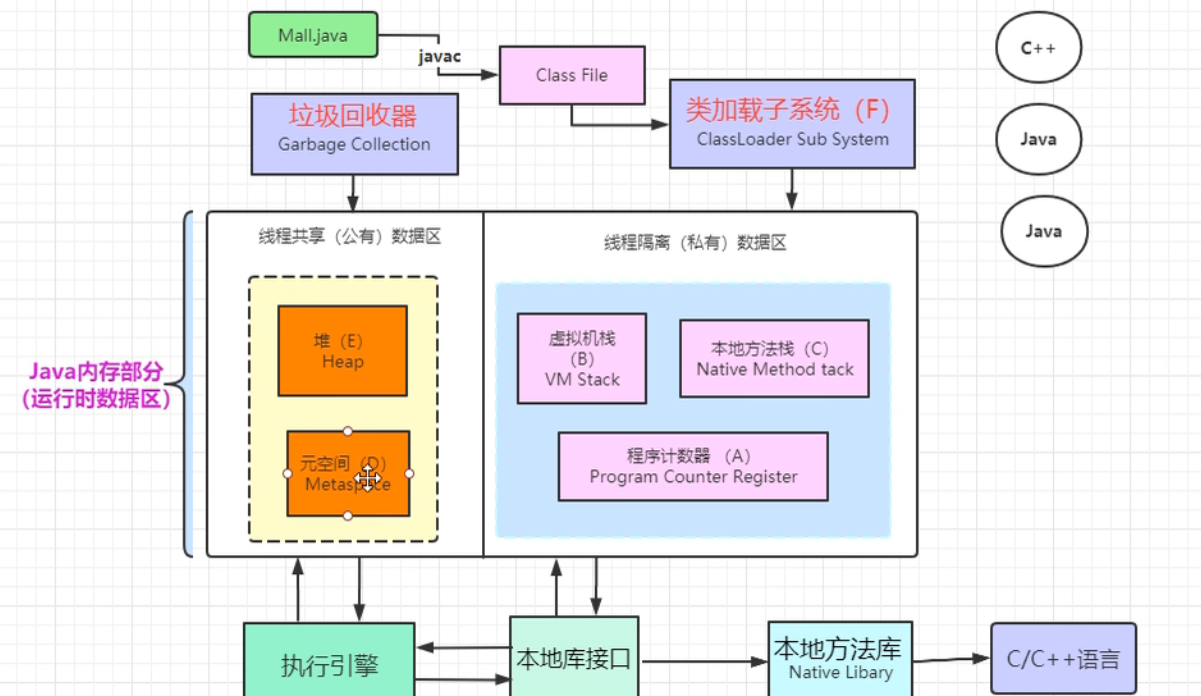 Mall.java
javac
Class File
C++
垃圾回收器
Garbage Collection
类加载子系统（F）
ClassLoader Sub System
Java
Java
线程共享（公有）数据区
线程隔离（私有）数据区
堆（E）
Heap
虚拟机栈
（B）
VM Stack
本地方法栈（C）
Native Method tack
Java内存部分
（运行时数据区）
元空间（D）
Metaspace
程序计数器 （A）
Program Counter Register
执行引擎
本地库接口
本地方法库
Native Libary
C/C++语言